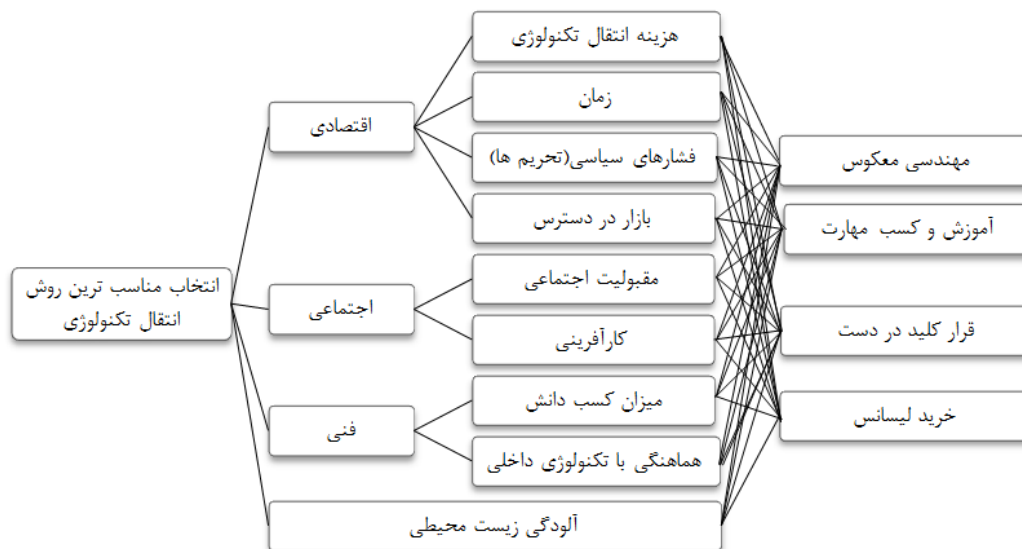 انتخاب مناسب ترین روش
انتقال تکنولوژی
اقتصادی
اجتماعی
فنی
آلودگی زیست محیطی
هزینه انتقال تکنولوژی
زمان
فشارهای سیاسی(تحریم ها)
بازار در دسترس
مقبولیت اجتماعی
کارآفرینی
میزان کسب دانش
هماهنگی با تکنولوژی داخلی
مهندسی معکوس
آموزش و کسب مهارت
قرار کلید در دست
خرید لیسانس